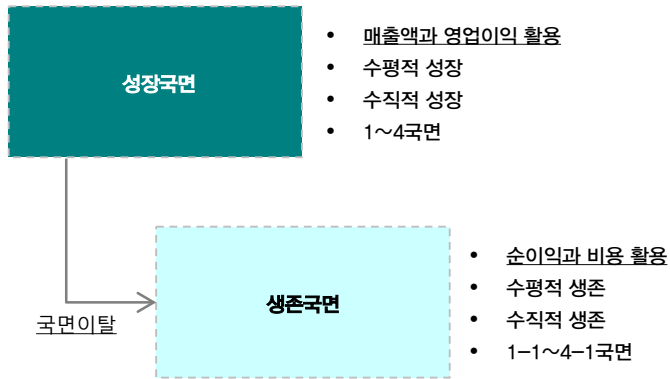 성장국면
• 매출액과 영업이익 활용
• 수평적 성장
• 수직적 성장
• 1~4국면
국면이탈
생존국면
• 순이익과 비용 활용
• 수평적 생존
• 수직적 생존
• 1-1~4-1국면